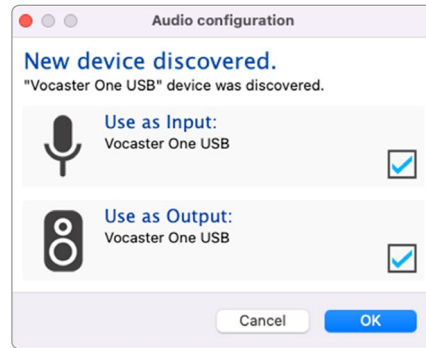 Audio configuration
New device discovered.
"Vocaster One USB" device was discovered.
Use as Input:
Vocaster One USB
Use as Output:
Vocaster One USB
Cancel
OK